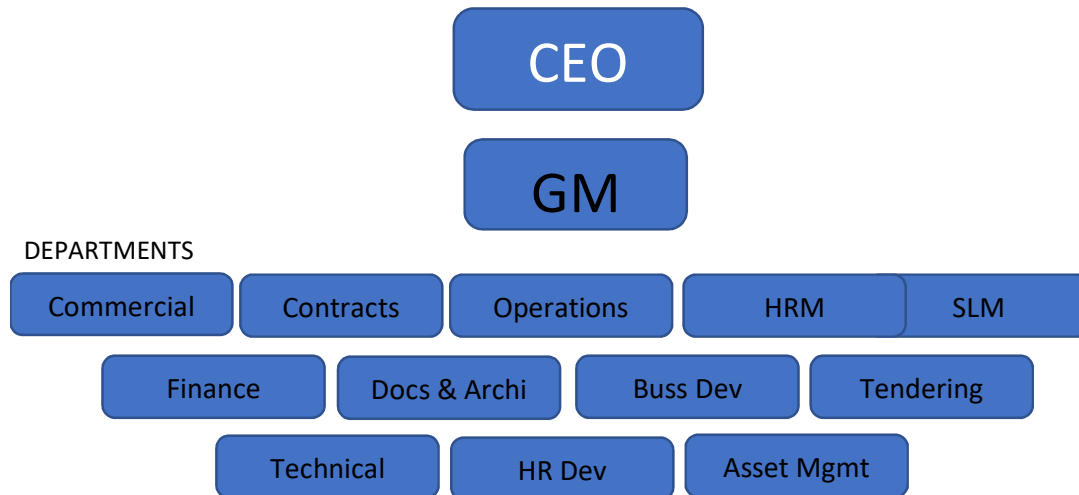 CEO
GM
DEPARTMENTS
Commercial
Contracts
Operations
HRM
SLM
Finance
Docs & Archi
Buss Dev
Tendering
Technical
HR Dev
Asset Mgmt